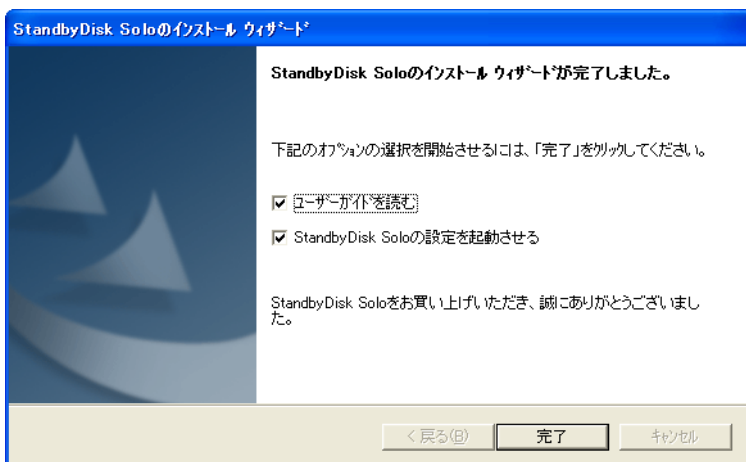 StandbyDisk Soloのインストール ウィザード
StandbyDisk Soloのインストール ウィザードが完了しました。
下記のオプションの選択を開始させるには、「完了」をクリックしてください。
ユーザーガイドを読む
StandbyDisk Soloの設定を起動させる
StandbyDisk Soloをお買い上げいただき、誠にありがとうございまし
た。
< 戻る(B)
完了
キャンセル